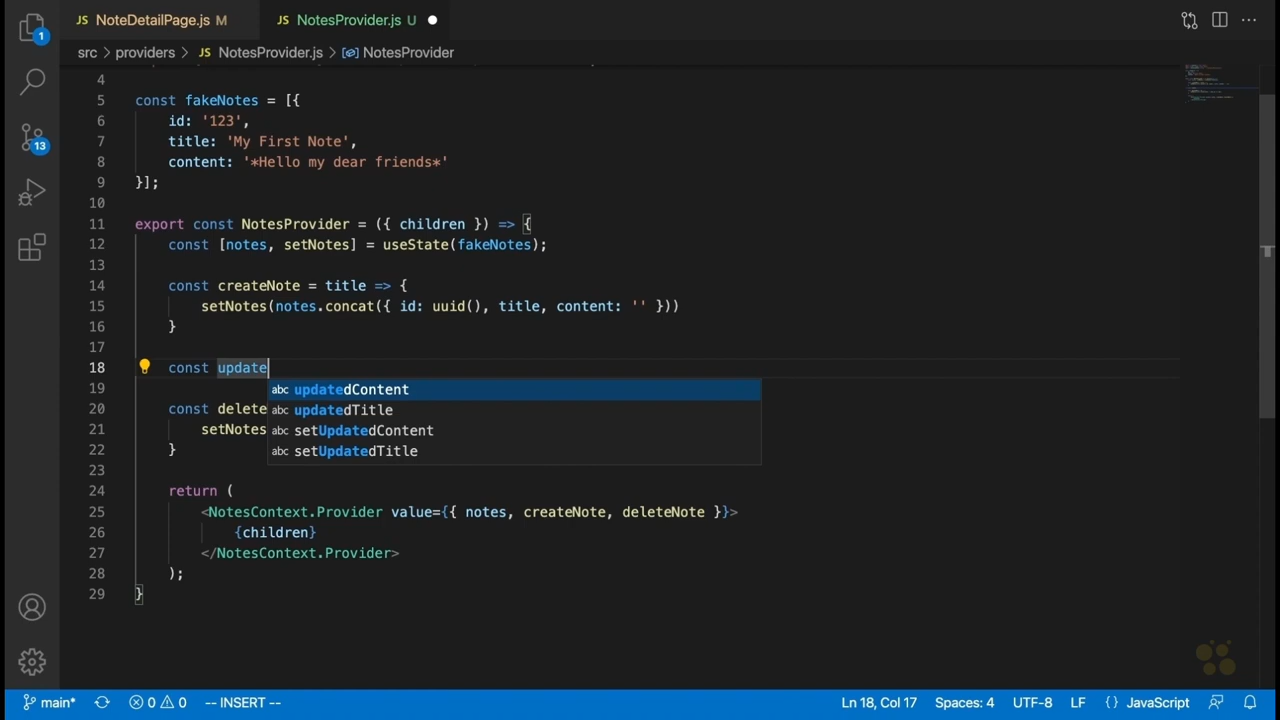 1
13
JS NoteDetailPage.js M
JS NotesProvider.js U
src > providers > JS NotesProvider.js > NotesProvider
4
5 const fakeNotes = [{
6 id: '123',
7 title: 'My First Note',
8 content: '*Hello my dear friends*'
9 }];
10
11 export const NotesProvider = ({ children }) => {
12 const [notes, setNotes] = useState(fakeNotes);
13
14 const createNote = title => {
15 setNotes(notes.concat({ id: uuid(), title, content: '' }))
16 }
17
18 const update
abc updatedContent
19
abc updatedTitle
20 const delete
abc setUpdatedContent
21 setNotes
abc setUpdatedTitle
22 }
23
24 return (
25 <NotesContext.Provider value={{ notes, createNote, deleteNote }}>
26 {children}
27 </NotesContext.Provider>
28 );
29 }
main* 0 0 -- INSERT -- Ln 18, Col 17 Spaces: 4 UTF-8 LF {} JavaScript